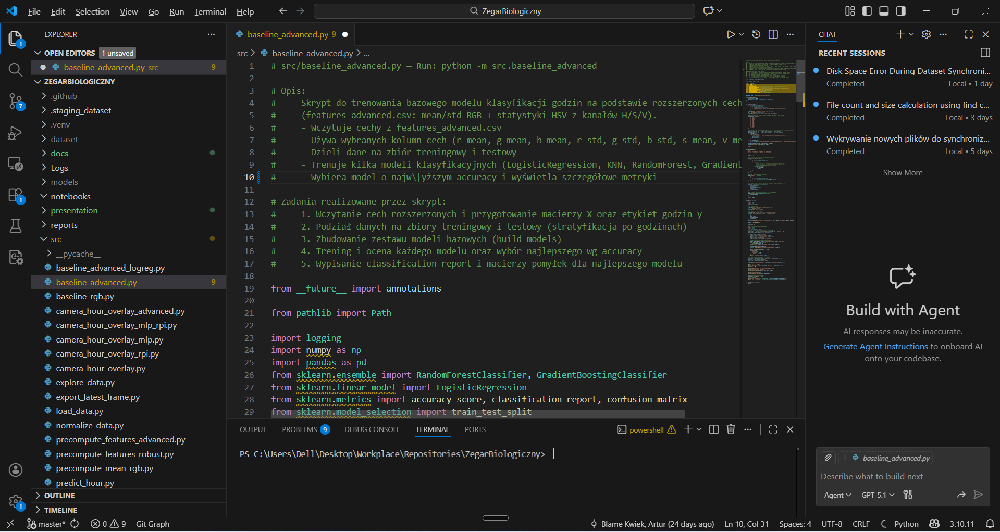 File Edit Selection View Go Run Terminal Help
ZegarBiologiczny
EXPLORER
OPEN EDITORS 1 unsaved
baseline_advanced.py src 9
ZEGARBIOLOGICZNY
.github
.staging_dataset
.venv
dataset
docs
Logs
models
notebooks
presentation
reports
src
__pycache__
baseline_advanced_logreg.py
baseline_advanced.py 9
baseline_rgb.py
camera_hour_overlay_advanced.py
camera_hour_overlay_mlp_rpi.py
camera_hour_overlay_mlp.py
camera_hour_overlay_rpi.py
camera_hour_overlay.py
explore_data.py
export_latest_frame.py
load_data.py
normalize_data.py
precompute_features_advanced.py
precompute_features_robust.py
precompute_mean_rgb.py
predict_hour.py
OUTLINE
TIMELINE
1
7
1
1
baseline_advanced.py 9
src > baseline_advanced.py > ...
1 # src/baseline_advanced.py — Run: python -m src.baseline_advanced
2
3 # Opis:
4 # Skrypt do trenowania bazowego modelu klasyfikacji godzin na podstawie rozszerzonych cech
5 # (features_advanced.csv: mean/std RGB + statystyki HSV z kanałów H/S/V).
6 # - Wczytuje cechy z features_advanced.csv
7 # - Używa wybranych kolumn cech (r_mean, g_mean, b_mean, r_std, g_std, b_std, s_mean, v_me
8 # - Dzieli dane na zbiór treningowy i testowy
9 # - Trenuje kilka modeli klasyfikacyjnych (LogisticRegression, KNN, RandomForest, Gradient
10 # - Wybiera model o najw\yższym accuracy i wyświetla szczegółowe metryki
11
12 # Zadania realizowane przez skrypt:
13 # 1. Wczytanie cech rozszerzonych i przygotowanie macierzy X oraz etykiet godzin y
14 # 2. Podział danych na zbiory treningowy i testowy (stratyfikacja po godzinach)
15 # 3. Zbudowanie zestawu modeli bazowych (build_models)
16 # 4. Trening i ocena każdego modelu oraz wybór najlepszego wg accuracy
17 # 5. Wypisanie classification report i macierzy pomyłek dla najlepszego modelu
18
19 from __future__ import annotations
20
21 from pathlib import Path
22
23 import logging
24 import numpy as np
25 import pandas as pd
26 from sklearn.ensemble import RandomForestClassifier, GradientBoostingClassifier
27 from sklearn.linear_model import LogisticRegression
28 from sklearn.metrics import accuracy_score, classification_report, confusion_matrix
29 from sklearn.model_selection import train_test_split
OUTPUT PROBLEMS 9 DEBUG CONSOLE TERMINAL PORTS
powershell
PS C:\Users\Dell\Desktop\Workplace\Repositories\ZegarBiologiczny>
CHAT
RECENT SESSIONS
Disk Space Error During Dataset Synchroni...
Completed Local • 1 day
File count and size calculation using find c...
Completed Local • 3 days
Wykrywanie nowych plików do synchroniz...
Completed Local • 5 days
Show More
Build with Agent
AI responses may be inaccurate.
Generate Agent Instructions to onboard AI
onto your codebase.
baseline_advanced.py
Describe what to build next
Agent GPT-5.1
master* 0 9 Git Graph
Blame Kwiek, Artur (24 days ago) Ln 10, Col 31 Spaces: 4 UTF-8 CRLF Python 3.10.11